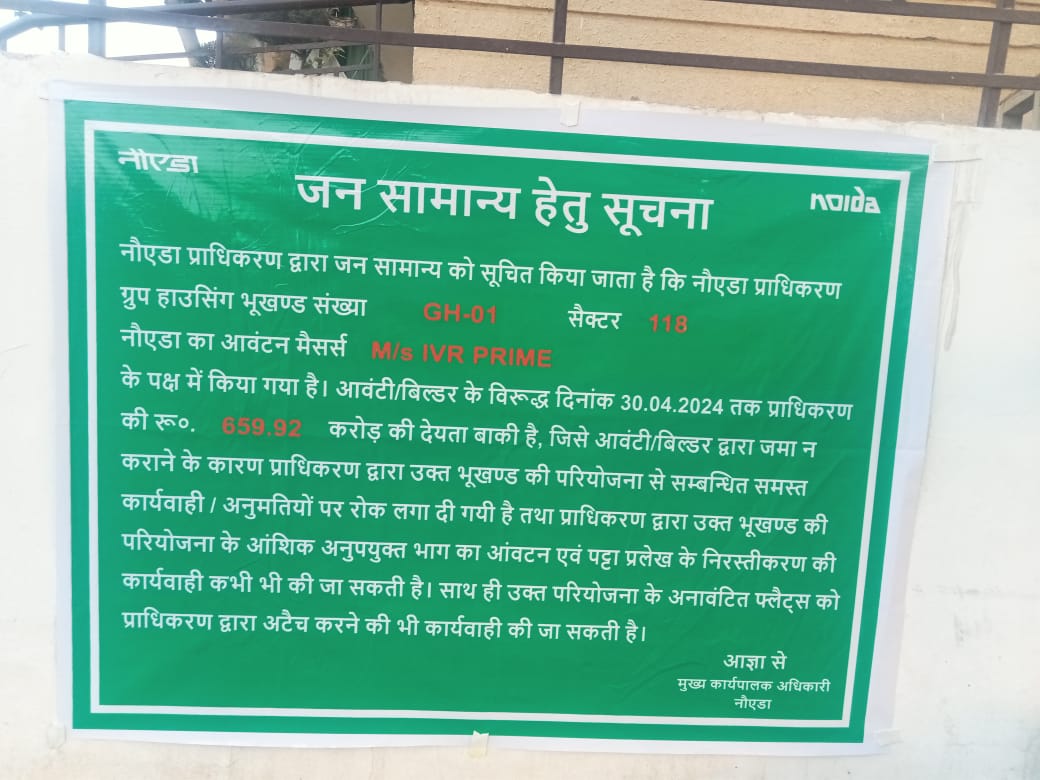 नौएडा
noida
जन सामान्य हेतु सूचना
नौएडा प्राधिकरण द्वारा जन सामान्य को सूचित किया जाता है कि नौएडा प्राधिकरण
ग्रुप हाउसिंग भूखण्ड संख्या GH-01 सैक्टर 118
नौएडा का आवंटन मैसर्स M/s IVR PRIME
के पक्ष में किया गया है। आवंटी/बिल्डर के विरूद्ध दिनांक 30.04.2024 तक प्राधिकरण
की रू०. 659.92 करोड़ की देयता बाकी है, जिसे आवंटी/बिल्डर द्वारा जमा न
कराने के कारण प्राधिकरण द्वारा उक्त भूखण्ड की परियोजना से सम्बन्धित समस्त
कार्यवाही / अनुमतियों पर रोक लगा दी गयी है तथा प्राधिकरण द्वारा उक्त भूखण्ड की
परियोजना के आंशिक अनुपयुक्त भाग का आंवटन एवं पट्टा प्रलेख के निरस्तीकरण की
कार्यवाही कभी भी की जा सकती है। साथ ही उक्त परियोजना के अनावंटित फ्लैट्स को
प्राधिकरण द्वारा अटैच करने की भी कार्यवाही की जा सकती है।
आज्ञा से
मुख्य कार्यपालक अधिकारी
नौएडा